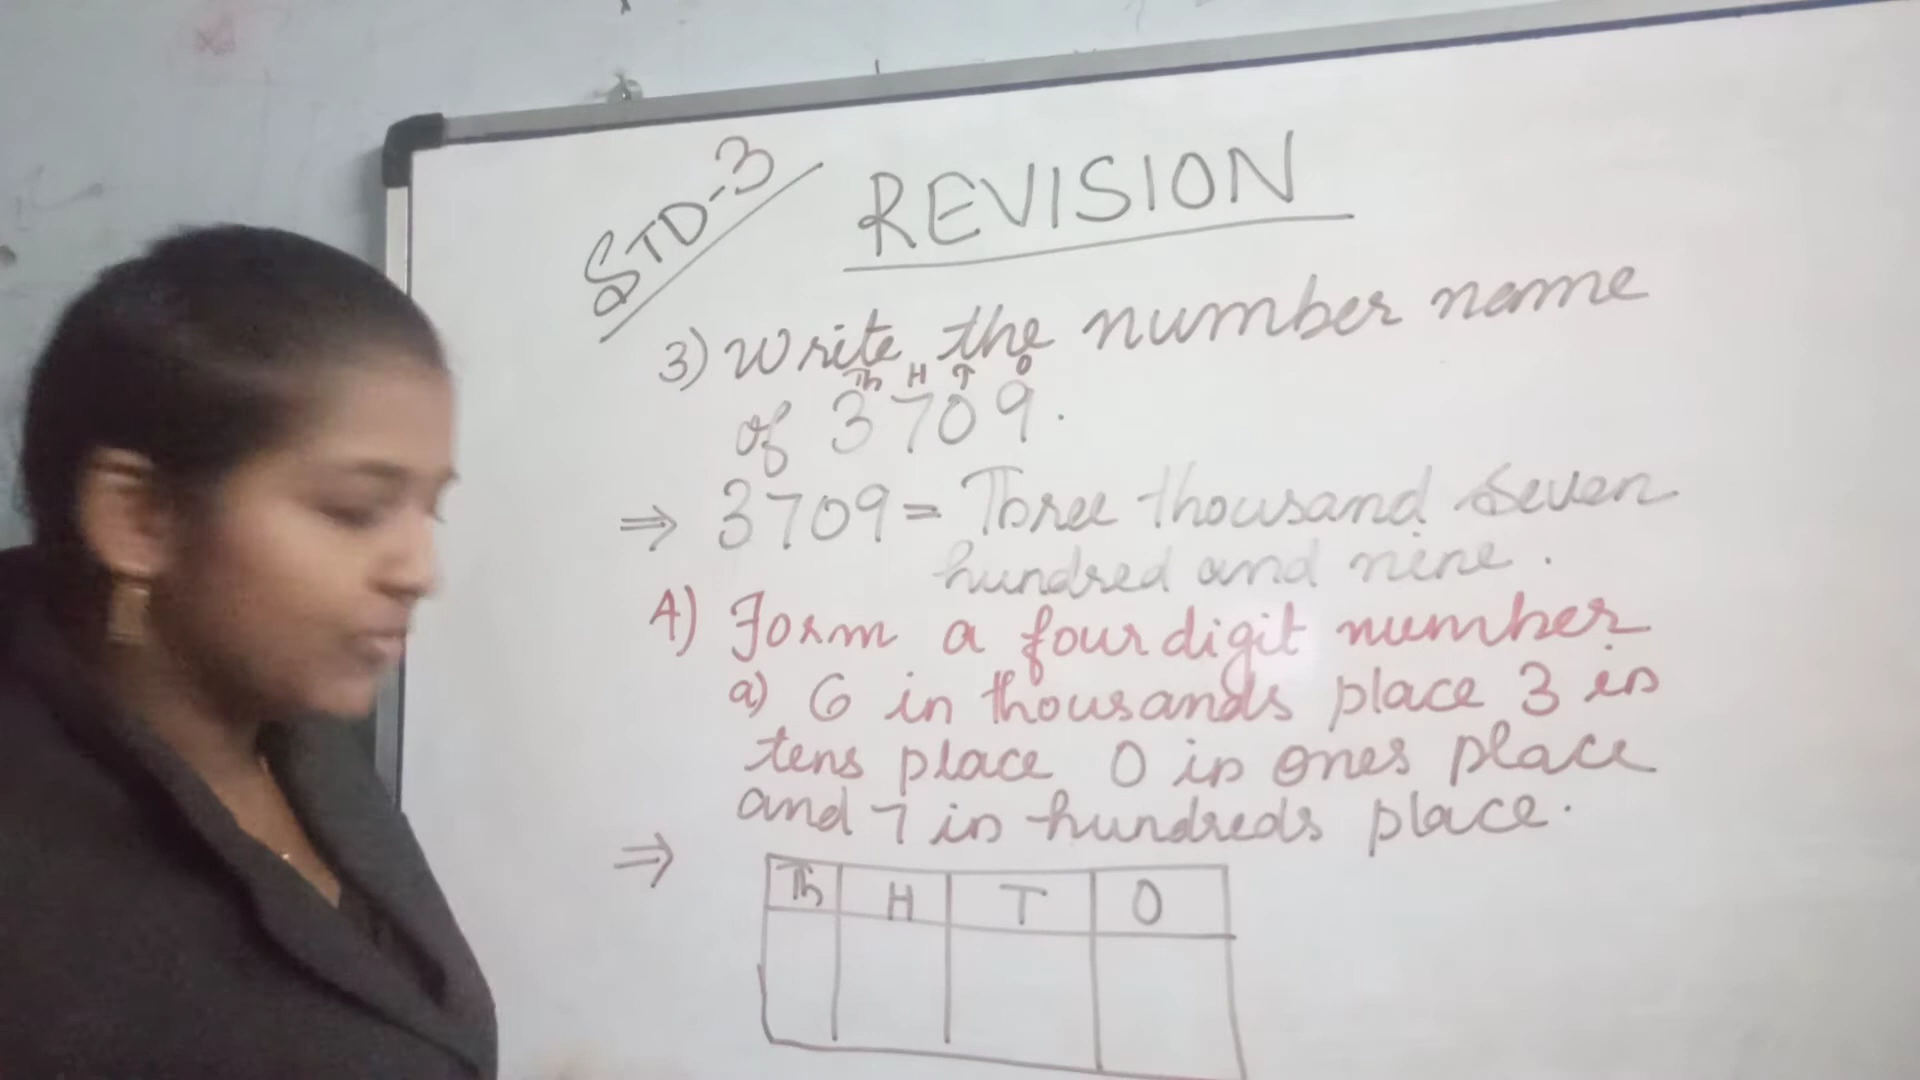 STD-3
REVISION
3) Write the number name
Th H T O
of 3709.
⇒ 3709 = Three thousand seven
hundred and nine.
4) Form a four digit number
a) 6 in thousands place 3 in
tens place 0 in ones place
and 7 in hundreds place.
⇒
Th H T O